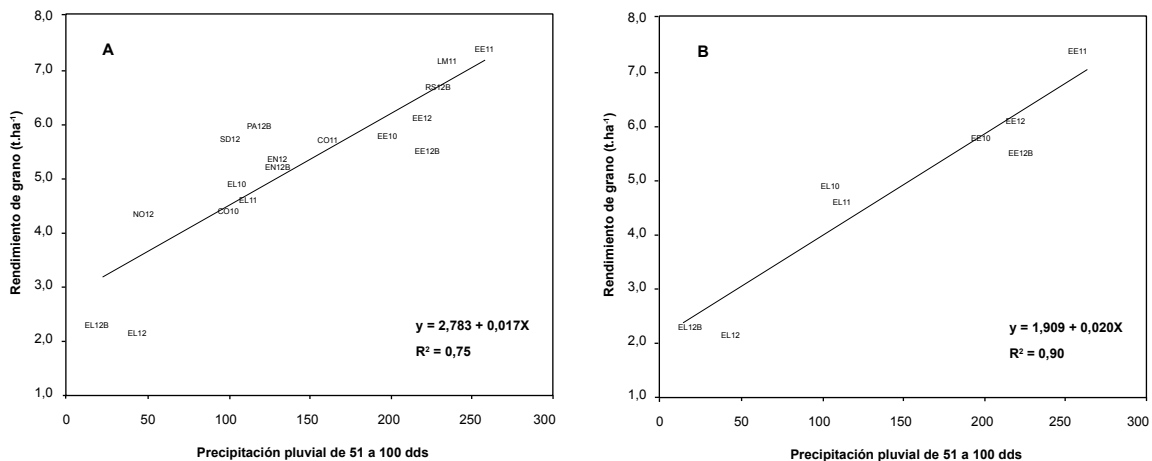 A
Rendimiento de grano (t.ha⁻¹)
8,0
7,0
6,0
5,0
4,0
3,0
2,0
1,0
EE11
LM11
RS12B
EE12
PA12B
SD12
CO11
EE10
EE12B
EN12
EN12B
EL10
EL11
CO10
NO12
EL12B
EL12
y = 2,783 + 0,017X
R² = 0,75
0 50 100 150 200 250 300
Precipitación pluvial de 51 a 100 dds
B
Rendimiento de grano (t.ha⁻¹)
8,0
7,0
6,0
5,0
4,0
3,0
2,0
1,0
EE11
EE12
EE10
EE12B
EL10
EL11
EL12B
EL12
y = 1,909 + 0,020X
R² = 0,90
0 50 100 150 200 250 300
Precipitación pluvial de 51 a 100 dds